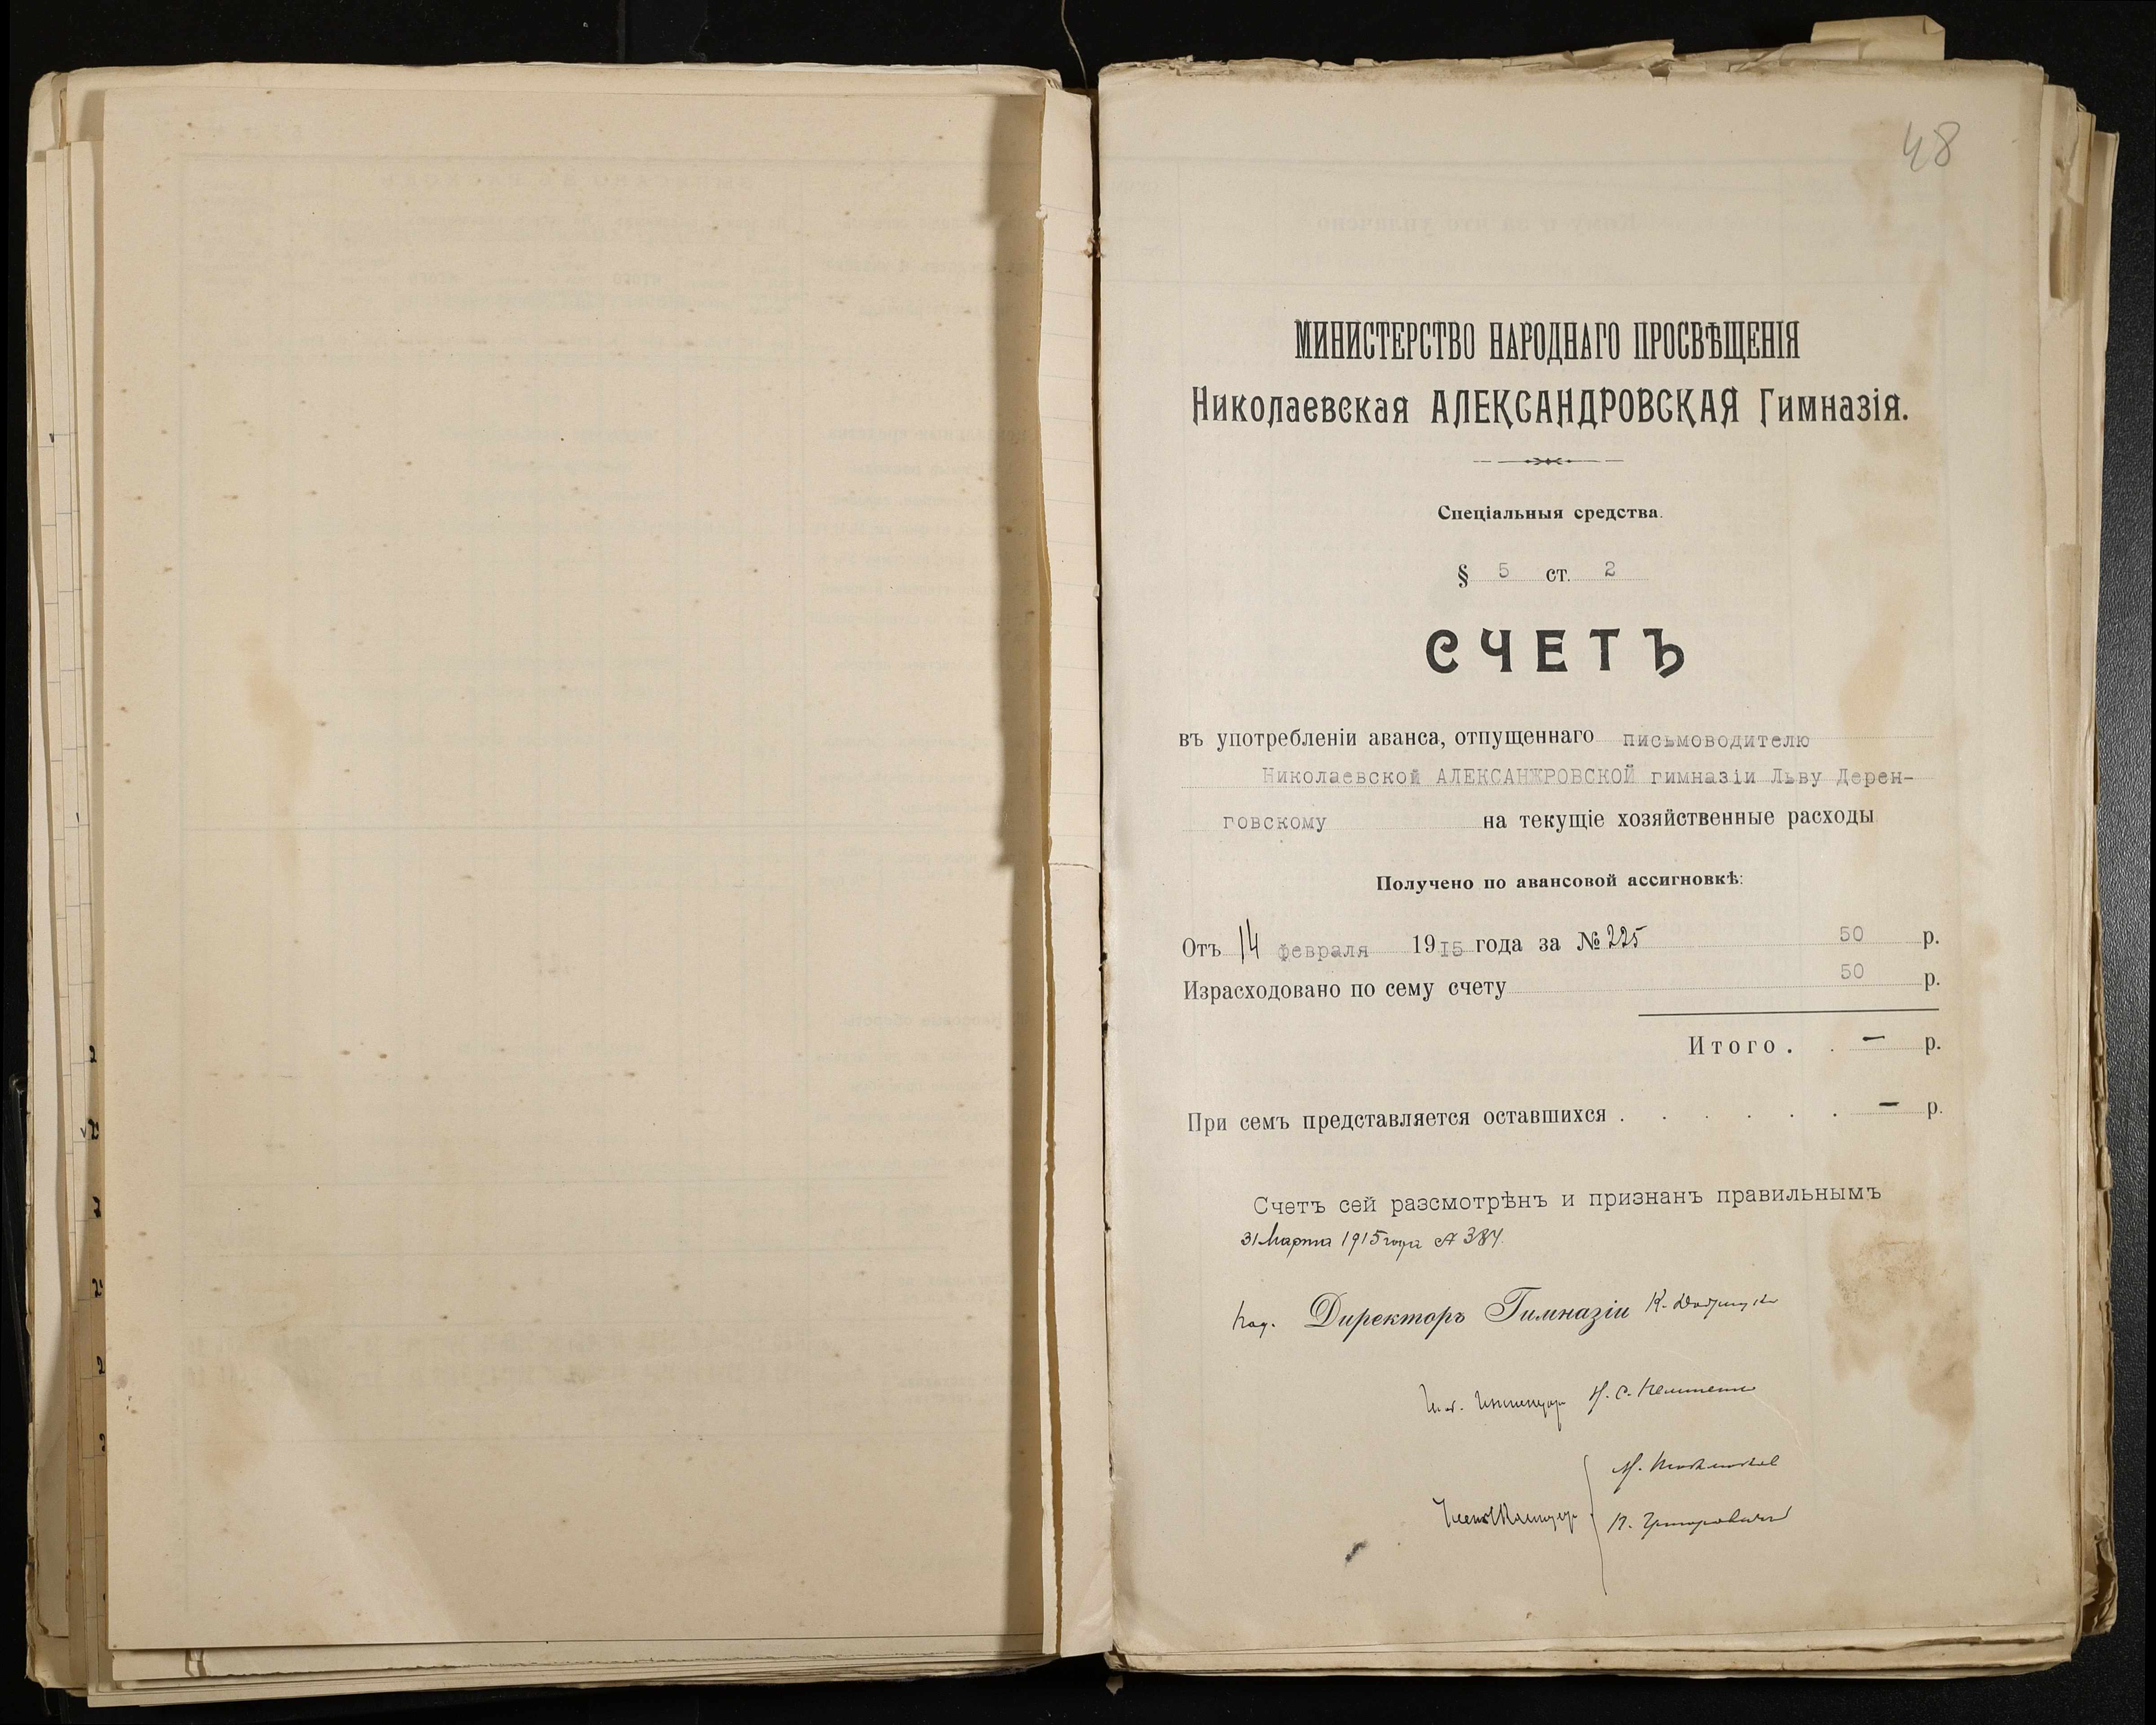 48
МИНИСТЕРСТВО НАРОДНАГО ПРОСВѢЩЕНІЯ
Николаевская АЛЕКСАНДРОВСКАЯ Гимназія.
Спеціальныя средства.
§ 5 ст. 2
СЧЕТЪ
въ употребленіи аванса, отпущеннаго письмоводителю
Николаевской АЛЕКСАНЖРОВСКОЙ гимназіи Льву Дерен-
говскому на текущіе хозяйственные расходы
Получено по авансовой ассигновкѣ:
Отъ 14 февраля 1915 года за № 225 50 р.
Израсходовано по сему счету 50 р.
Итого. . — р.
При семъ представляется оставшихся . . . . . . — р.
Счетъ сей разсмотрѣнъ и признанъ правильнымъ
31 Марта 1915 года № 384.
Директоръ Гимназіи К.
И. С.
М.